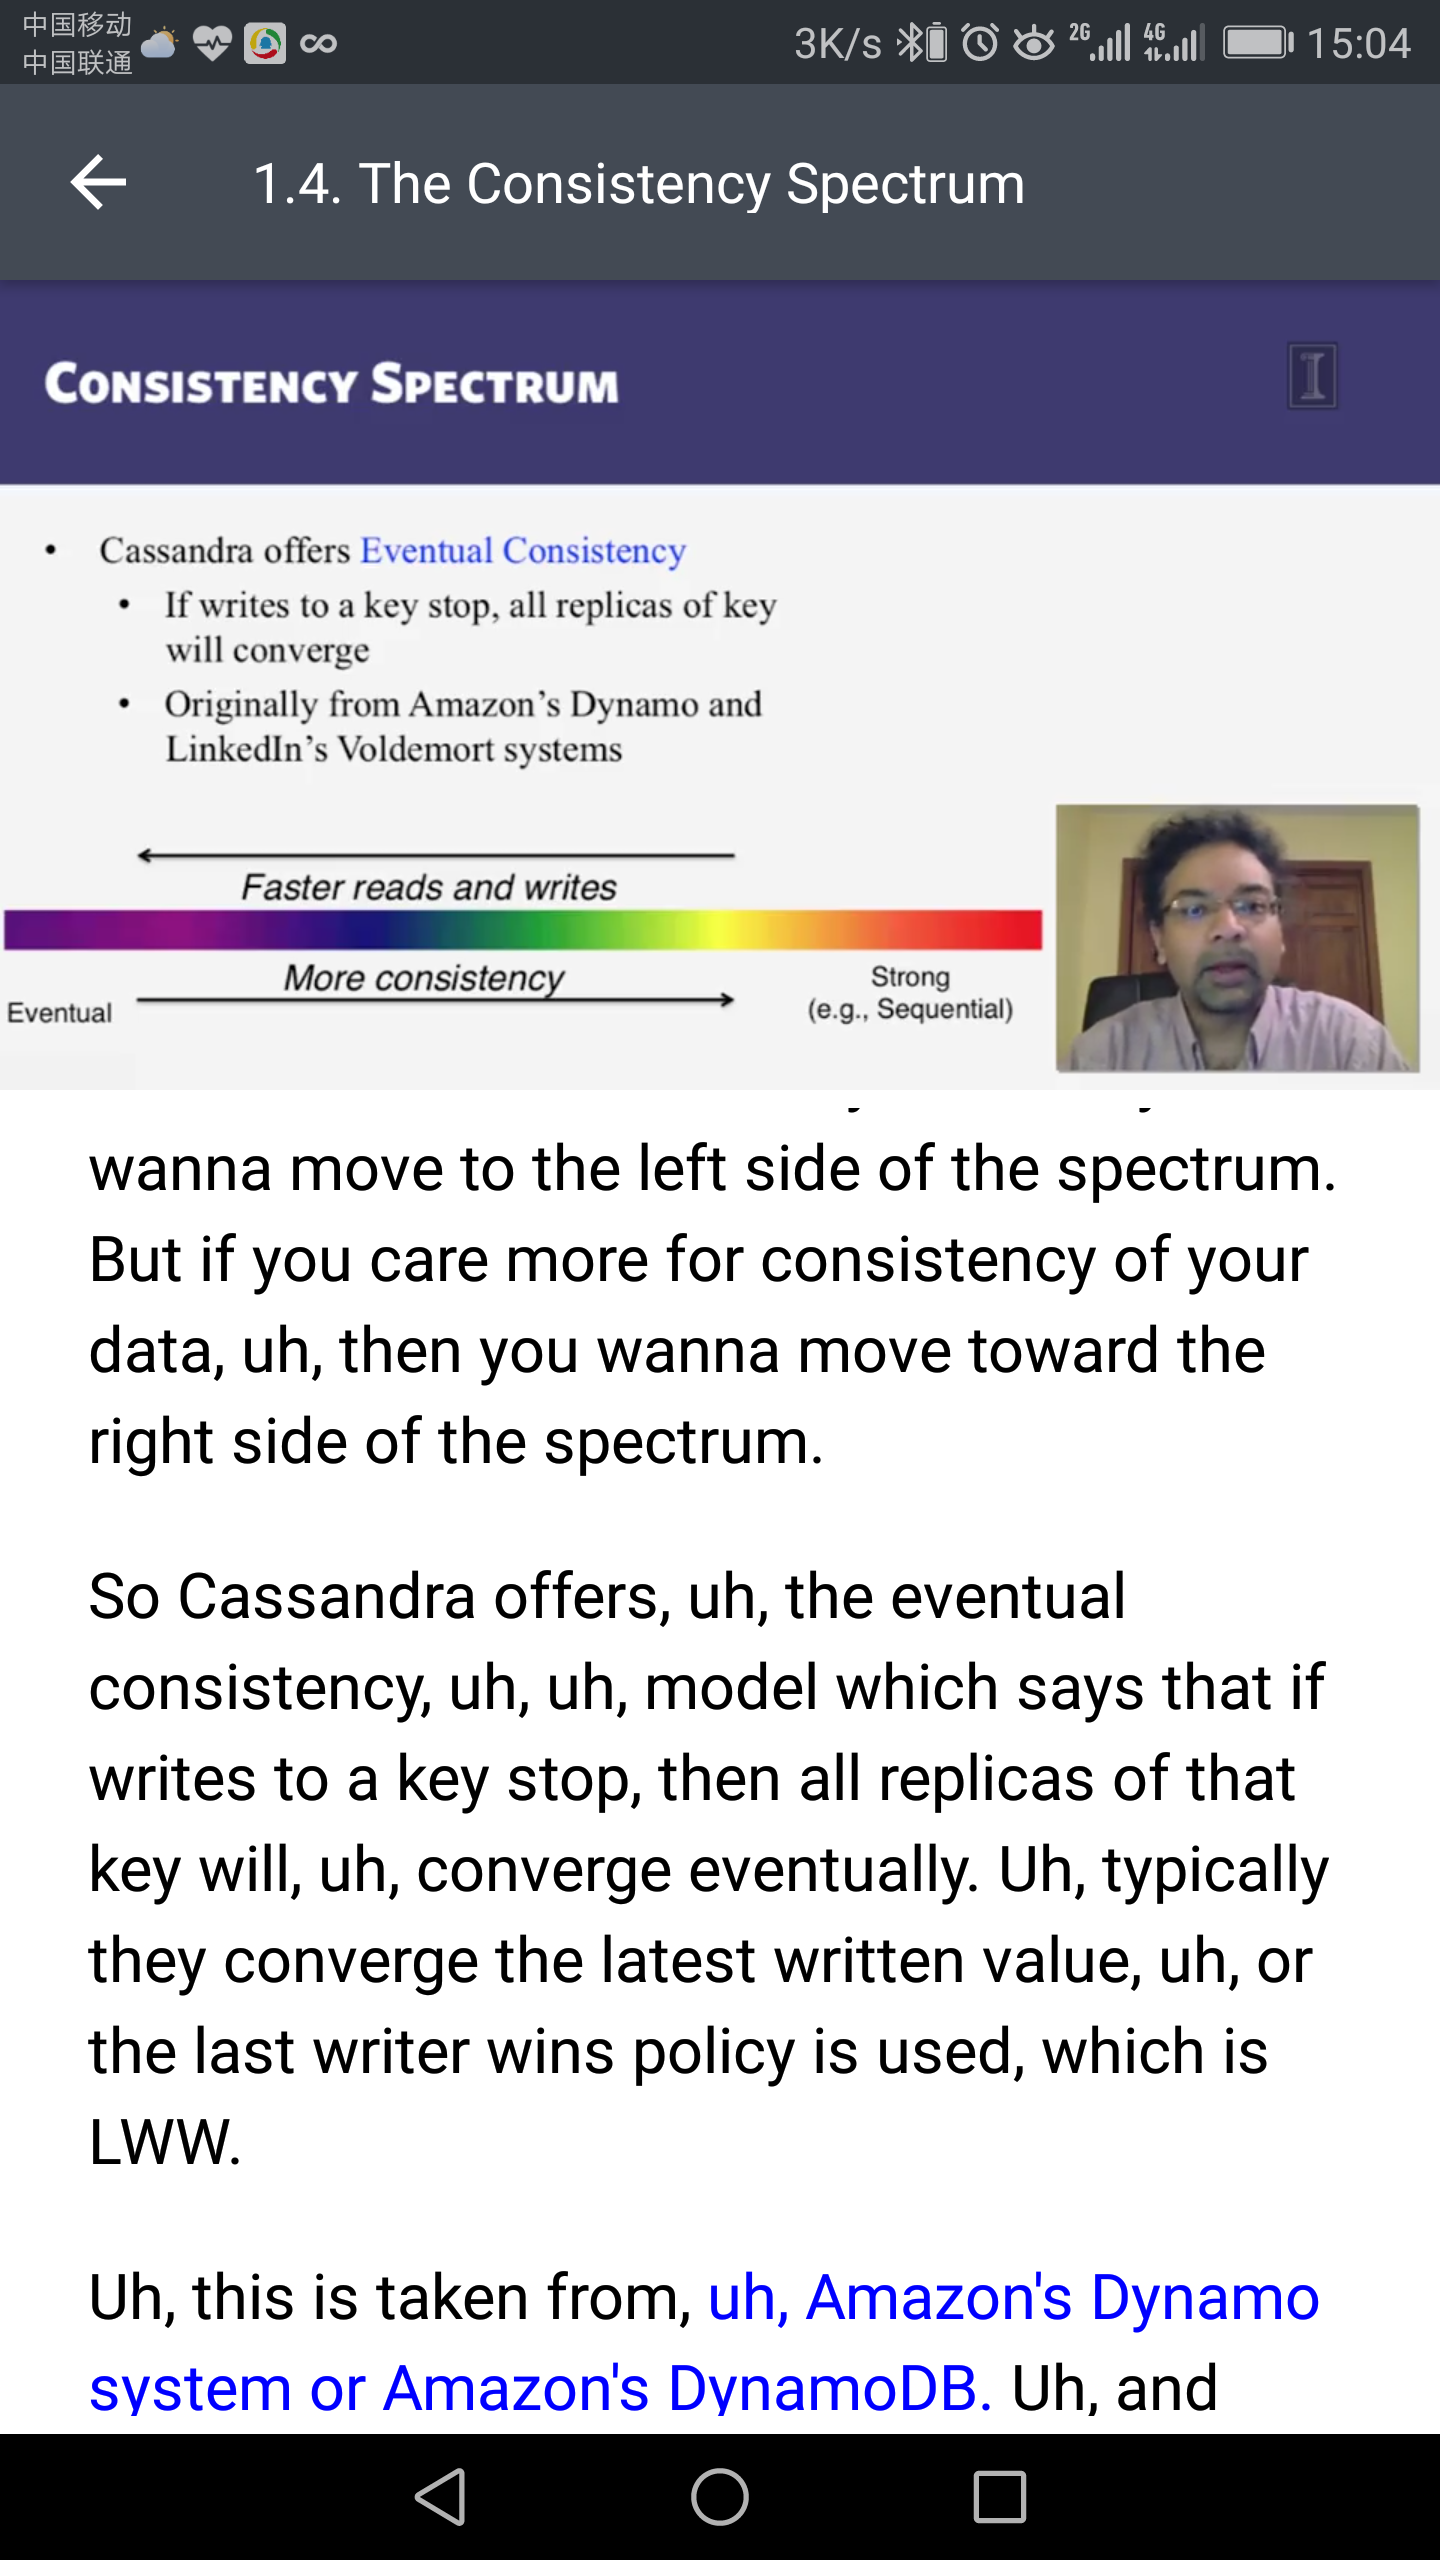 中国移动
中国联通
3K/s 2G 4G 15:04
1.4. The Consistency Spectrum
CONSISTENCY SPECTRUM
I
• Cassandra offers Eventual Consistency
• If writes to a key stop, all replicas of key
will converge
• Originally from Amazon’s Dynamo and
LinkedIn’s Voldemort systems
Faster reads and writes
More consistency
Eventual
Strong
(e.g., Sequential)
wanna move to the left side of the spectrum.
But if you care more for consistency of your
data, uh, then you wanna move toward the
right side of the spectrum.
So Cassandra offers, uh, the eventual
consistency, uh, uh, model which says that if
writes to a key stop, then all replicas of that
key will, uh, converge eventually. Uh, typically
they converge the latest written value, uh, or
the last writer wins policy is used, which is
LWW.
Uh, this is taken from, uh, Amazon's Dynamo
system or Amazon's DynamoDB. Uh, and